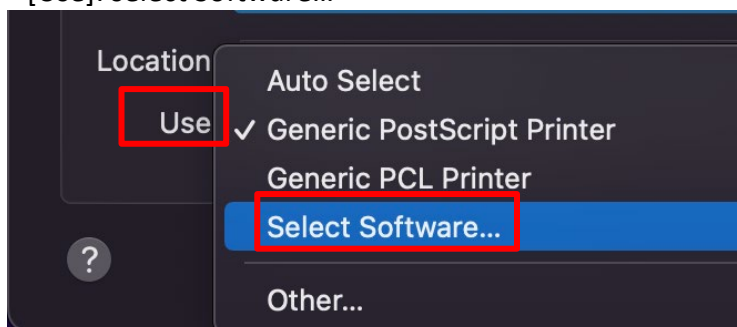 Location
Auto Select
Use ✓ Generic PostScript Printer
Generic PCL Printer
Select Software...
?
Other...